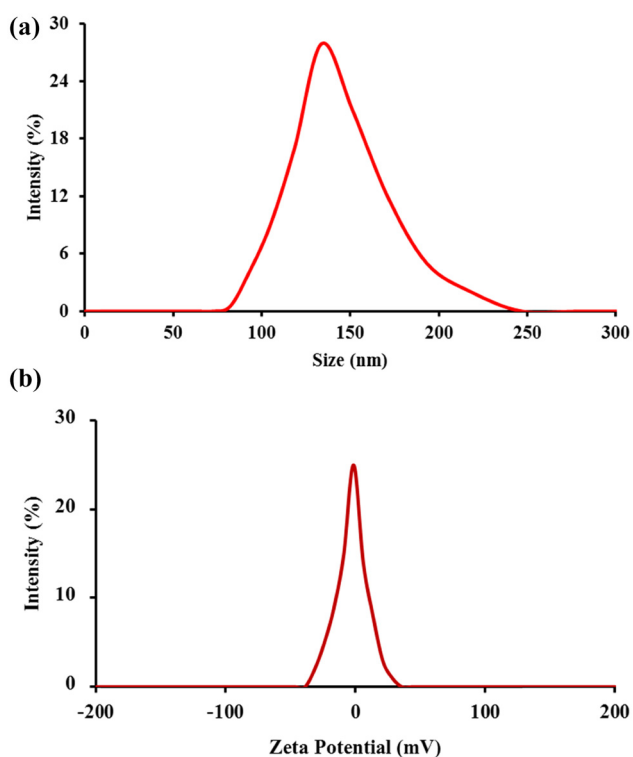 (a)
Intensity (%)
30
24
18
12
6
0
0 50 100 150 200 250 300
Size (nm)
(b)
Intensity (%)
30
20
10
0
-200 -100 0 100 200
Zeta Potential (mV)